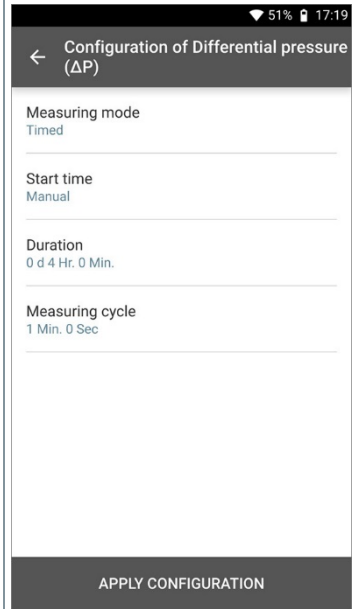 51% 17:19
Configuration of Differential pressure
(ΔP)
Measuring mode
Timed
Start time
Manual
Duration
0 d 4 Hr. 0 Min.
Measuring cycle
1 Min. 0 Sec
APPLY CONFIGURATION